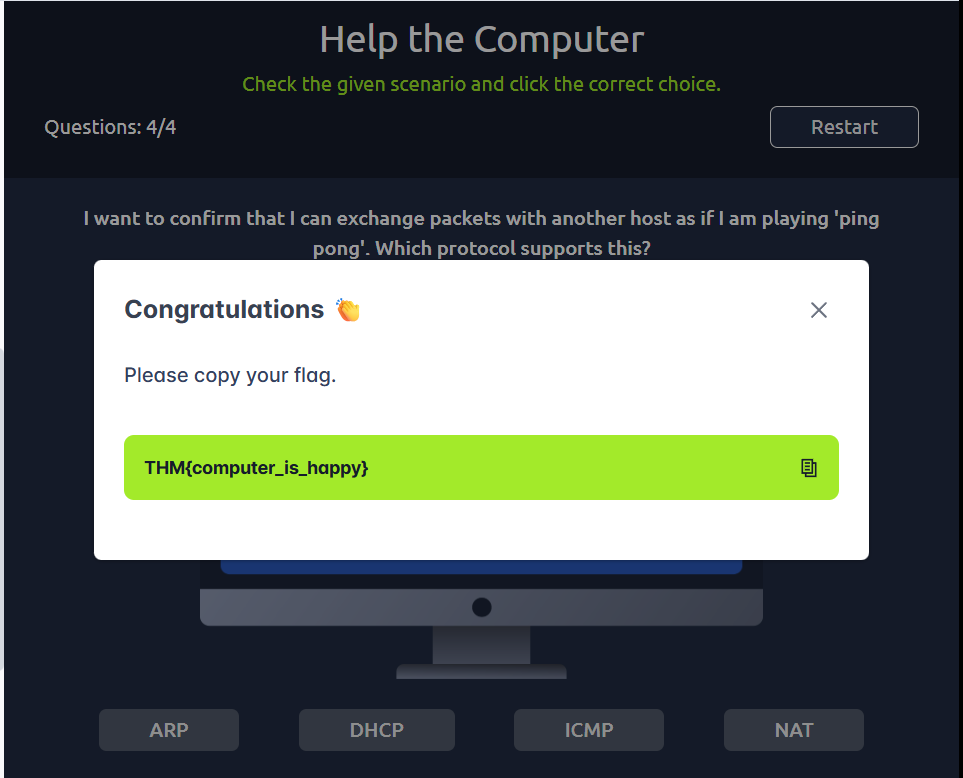 Help the Computer
Check the given scenario and click the correct choice.
Questions: 4/4
Restart
I want to confirm that I can exchange packets with another host as if I am playing 'ping
pong'. Which protocol supports this?
Congratulations 👏
Please copy your flag.
THM{computer_is_happy}
ARP
DHCP
ICMP
NAT